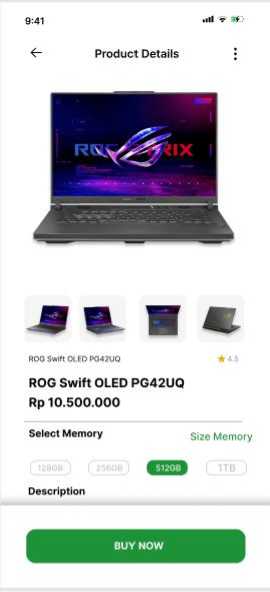 9:41
Product Details
ROG STRIX
ROG Swift OLED PG42UQ
4.5
ROG Swift OLED PG42UQ
Rp 10.500.000
Select Memory
Size Memory
128GB
256GB
512GB
1TB
Description
BUY NOW